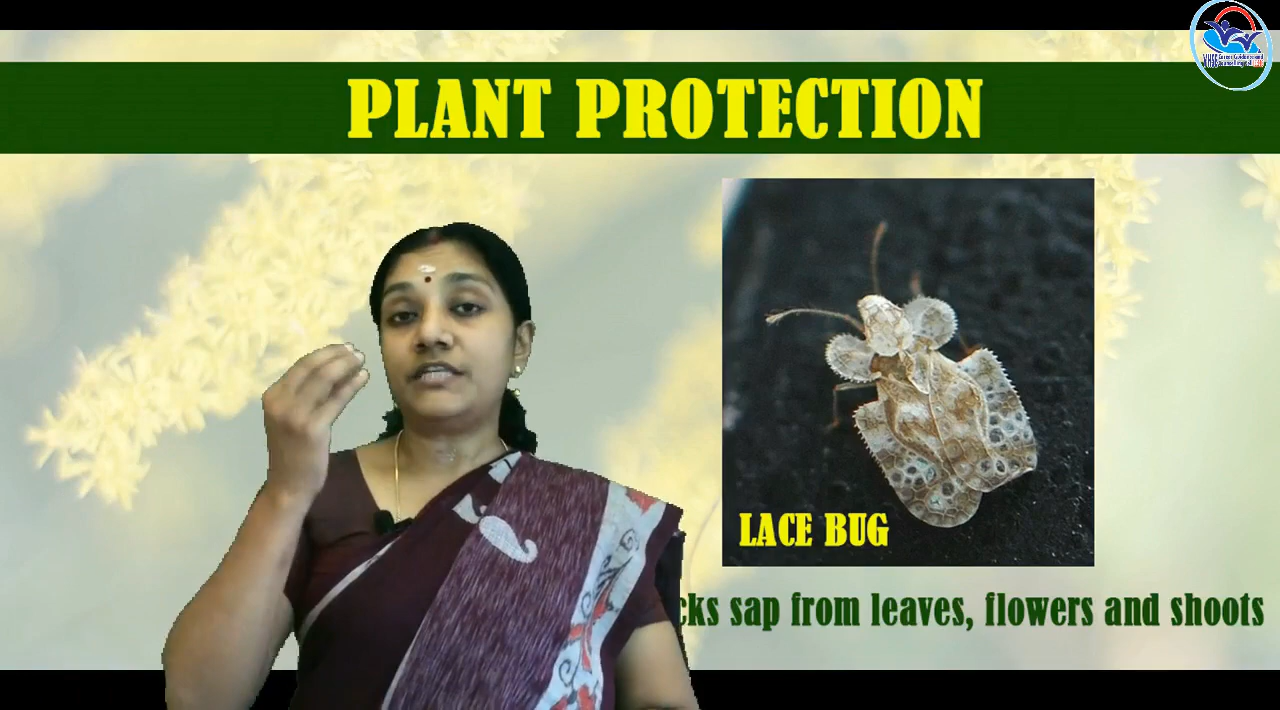 PLANT PROTECTION
LACE BUG
cks sap from leaves, flowers and shoots